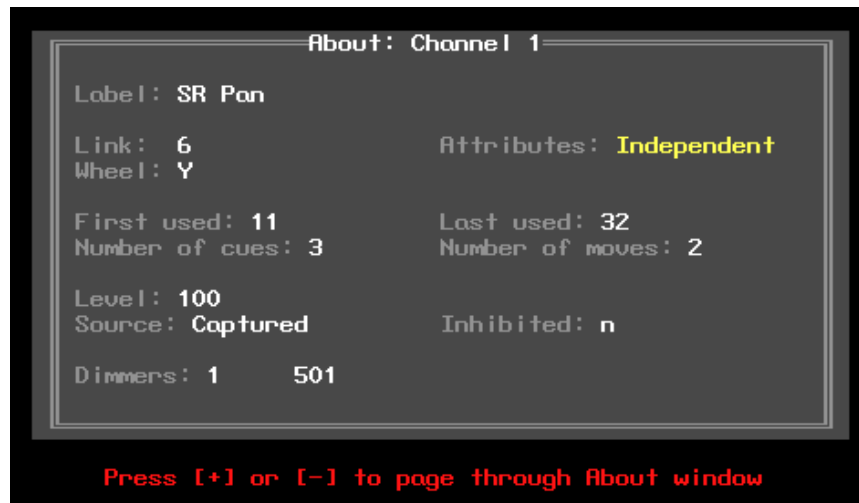 About: Channel 1
Label: SR Pan
Link: 6 Attributes: Independent
Wheel: Y
First used: 11 Last used: 32
Number of cues: 3 Number of moves: 2
Level: 100
Source: Captured Inhibited: n
Dimmers: 1 501
Press [+] or [-] to page through About window